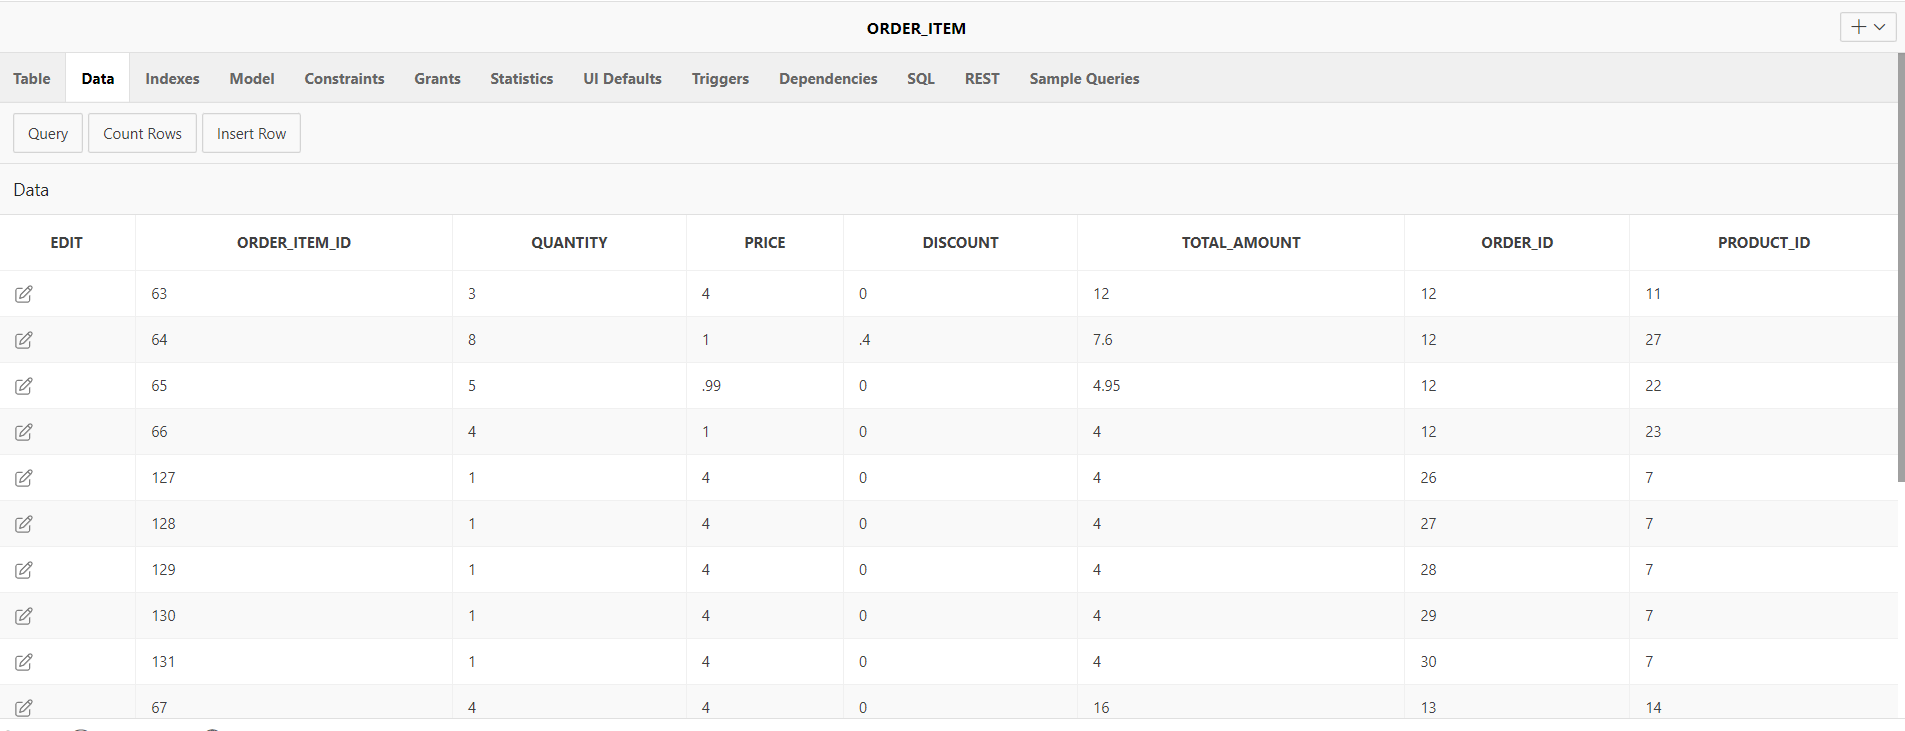 ORDER_ITEM
Table Data Indexes Model Constraints Grants Statistics UI Defaults Triggers Dependencies SQL REST Sample Queries
Query Count Rows Insert Row
Data
EDIT ORDER_ITEM_ID QUANTITY PRICE DISCOUNT TOTAL_AMOUNT ORDER_ID PRODUCT_ID
63 3 4 0 12 12 11
64 8 1 .4 7.6 12 27
65 5 .99 0 4.95 12 22
66 4 1 0 4 12 23
127 1 4 0 4 26 7
128 1 4 0 4 27 7
129 1 4 0 4 28 7
130 1 4 0 4 29 7
131 1 4 0 4 30 7
67 4 4 0 16 13 14